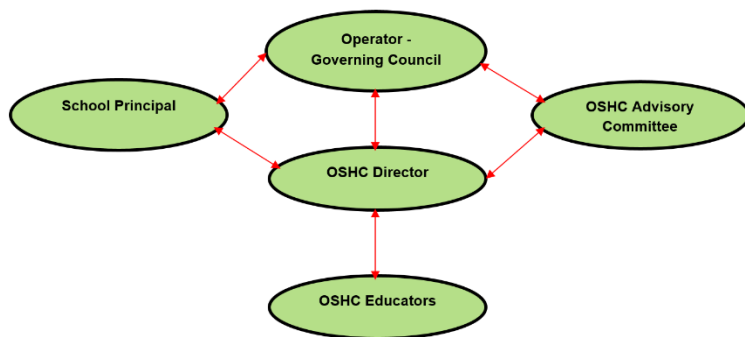 Operator -
Governing Council
School Principal
OSHC Advisory
Committee
OSHC Director
OSHC Educators